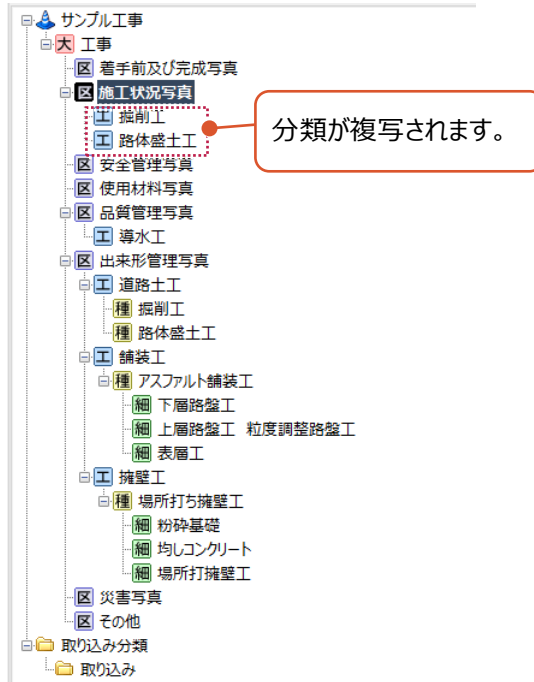 サンプル工事
大 工事
区 着手前及び完成写真
区 施工状況写真
工 掘削工
工 路体盛土工
分類が複写されます。
区 安全管理写真
区 使用材料写真
区 品質管理写真
工 導水工
区 出来形管理写真
工 道路土工
種 掘削工
種 路体盛土工
工 舗装工
種 アスファルト舗装工
細 下層路盤工
細 上層路盤工 粒度調整路盤工
細 表層工
工 擁壁工
種 場所打ち擁壁工
細 粉砕基礎
細 均しコンクリート
細 場所打擁壁工
区 災害写真
区 その他
取り込み分類
取り込み